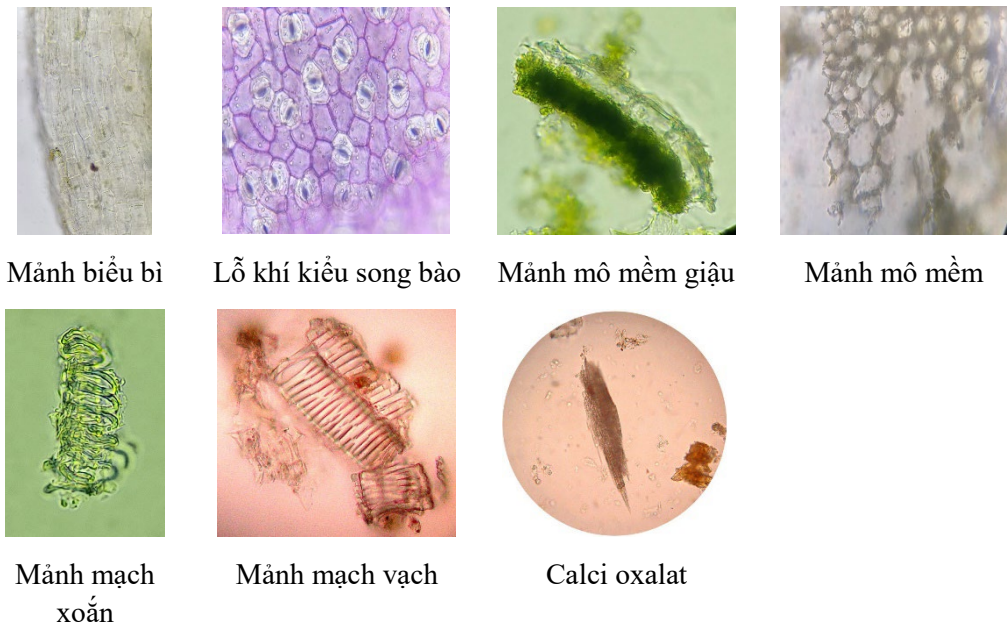 Mảnh biểu bì
Lỗ khí kiểu song bào
Mảnh mô mềm giậu
Mảnh mô mềm
Mảnh mạch
xoắn
Mảnh mạch vạch
Calci oxalat